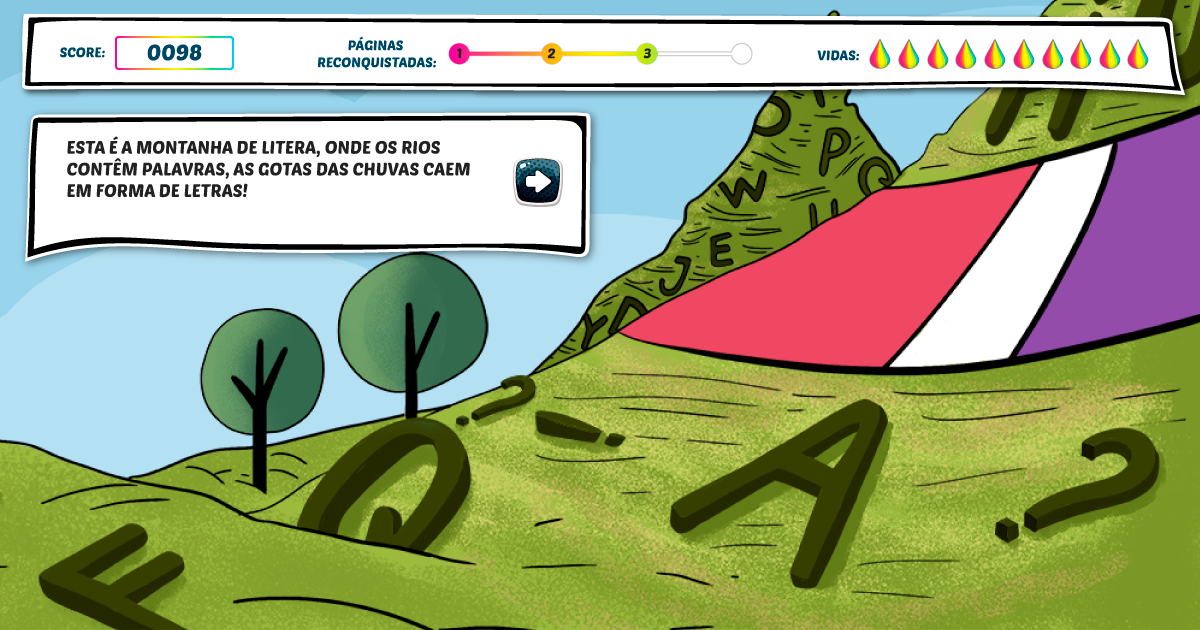 SCORE: 0098
PÁGINAS
RECONQUISTADAS: 1 2 3
VIDAS:
ESTA É A MONTANHA DE LITERA, ONDE OS RIOS
CONTÊM PALAVRAS, AS GOTAS DAS CHUVAS CAEM
EM FORMA DE LETRAS!
P
W
Q
E
J
Y
? !
Q A ?
F